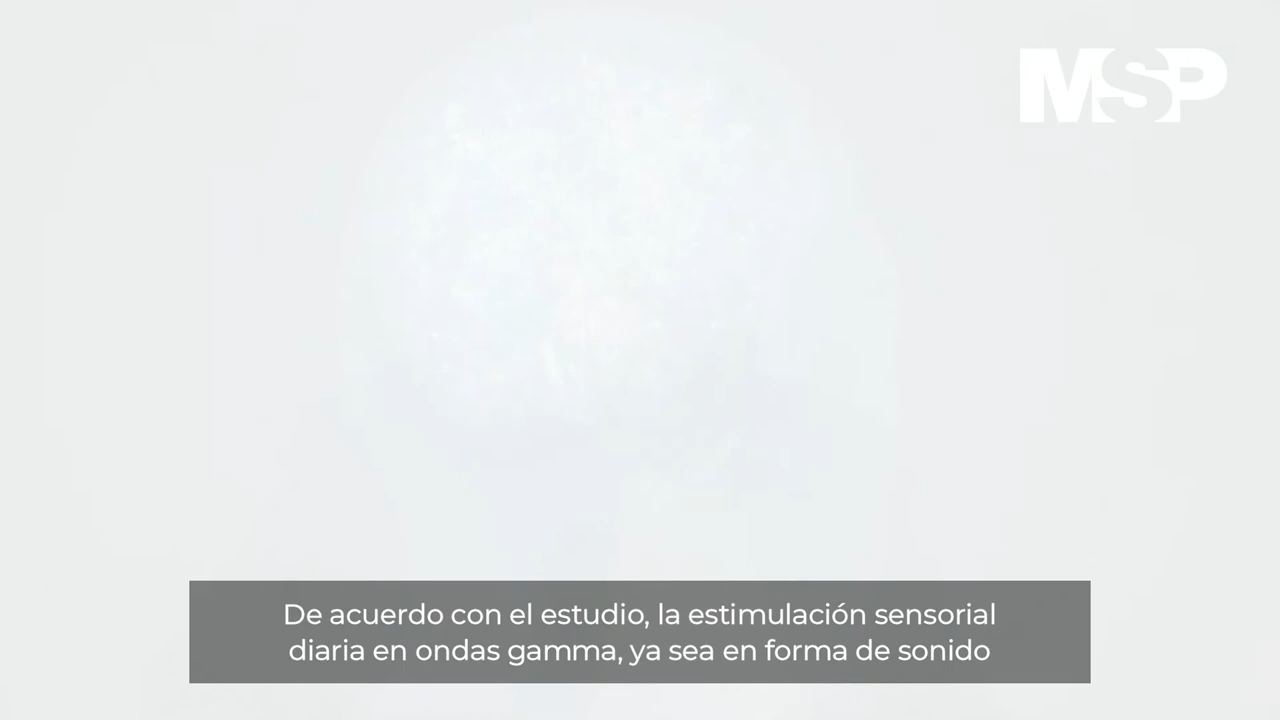 MSP
De acuerdo con el estudio, la estimulación sensorial
diaria en ondas gamma, ya sea en forma de sonido